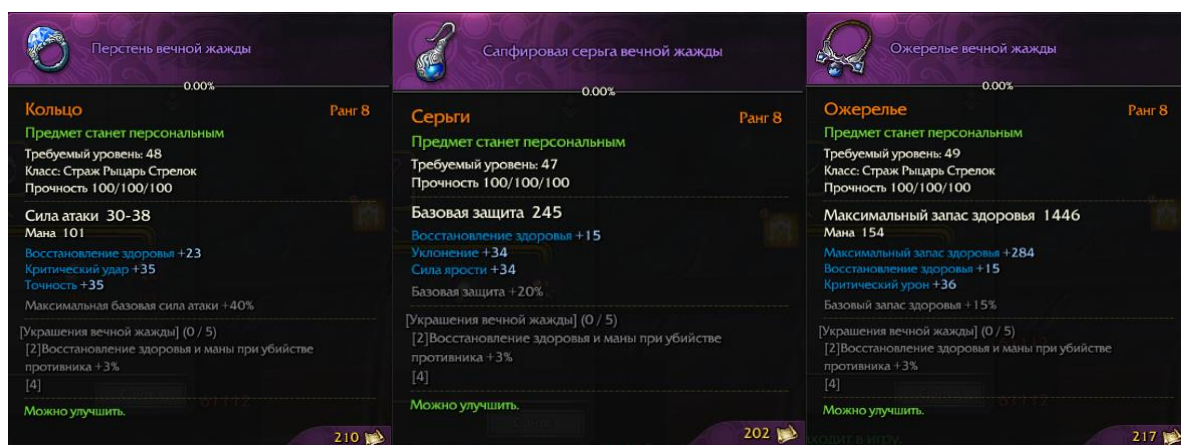 Перстень вечной жажды
0.00%
Кольцо Ранг 8
Предмет станет персональным
Требуемый уровень: 48
Класс: Страж Рыцарь Стрелок
Прочность 100/100/100
Сила атаки 30-38
Мана 101
Восстановление здоровья +23
Критический удар +35
Точность +35
Максимальная базовая сила атаки +40%
[Украшения вечной жажды] (0 / 5)
[2]Восстановление здоровья и маны при убийстве
противника +3%
[4]
Можно улучшить.
210
Сапфировая серьга вечной жажды
0.00%
Серьги Ранг 8
Предмет станет персональным
Требуемый уровень: 47
Прочность 100/100/100
Базовая защита 245
Восстановление здоровья +15
Уклонение +34
Сила ярости +34
Базовая защита +20%
[Украшения вечной жажды] (0 / 5)
[2]Восстановление здоровья и маны при убийстве
противника +3%
[4]
Можно улучшить.
202
Ожерелье вечной жажды
0.00%
Ожерелье Ранг 8
Предмет станет персональным
Требуемый уровень: 49
Класс: Страж Рыцарь Стрелок
Прочность 100/100/100
Максимальный запас здоровья 1446
Мана 154
Максимальный запас здоровья +284
Восстановление здоровья +15
Критический урон +36
Базовый запас здоровья +15%
[Украшения вечной жажды] (0 / 5)
[2]Восстановление здоровья и маны при убийстве
противника +3%
[4]
Можно улучшить.
217